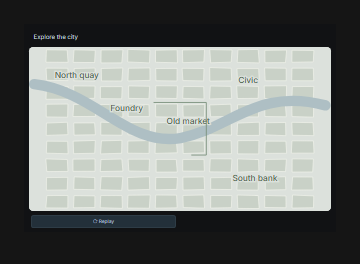 Explore the city
North quay
Civic
Foundry
Old market
South bank
Replay